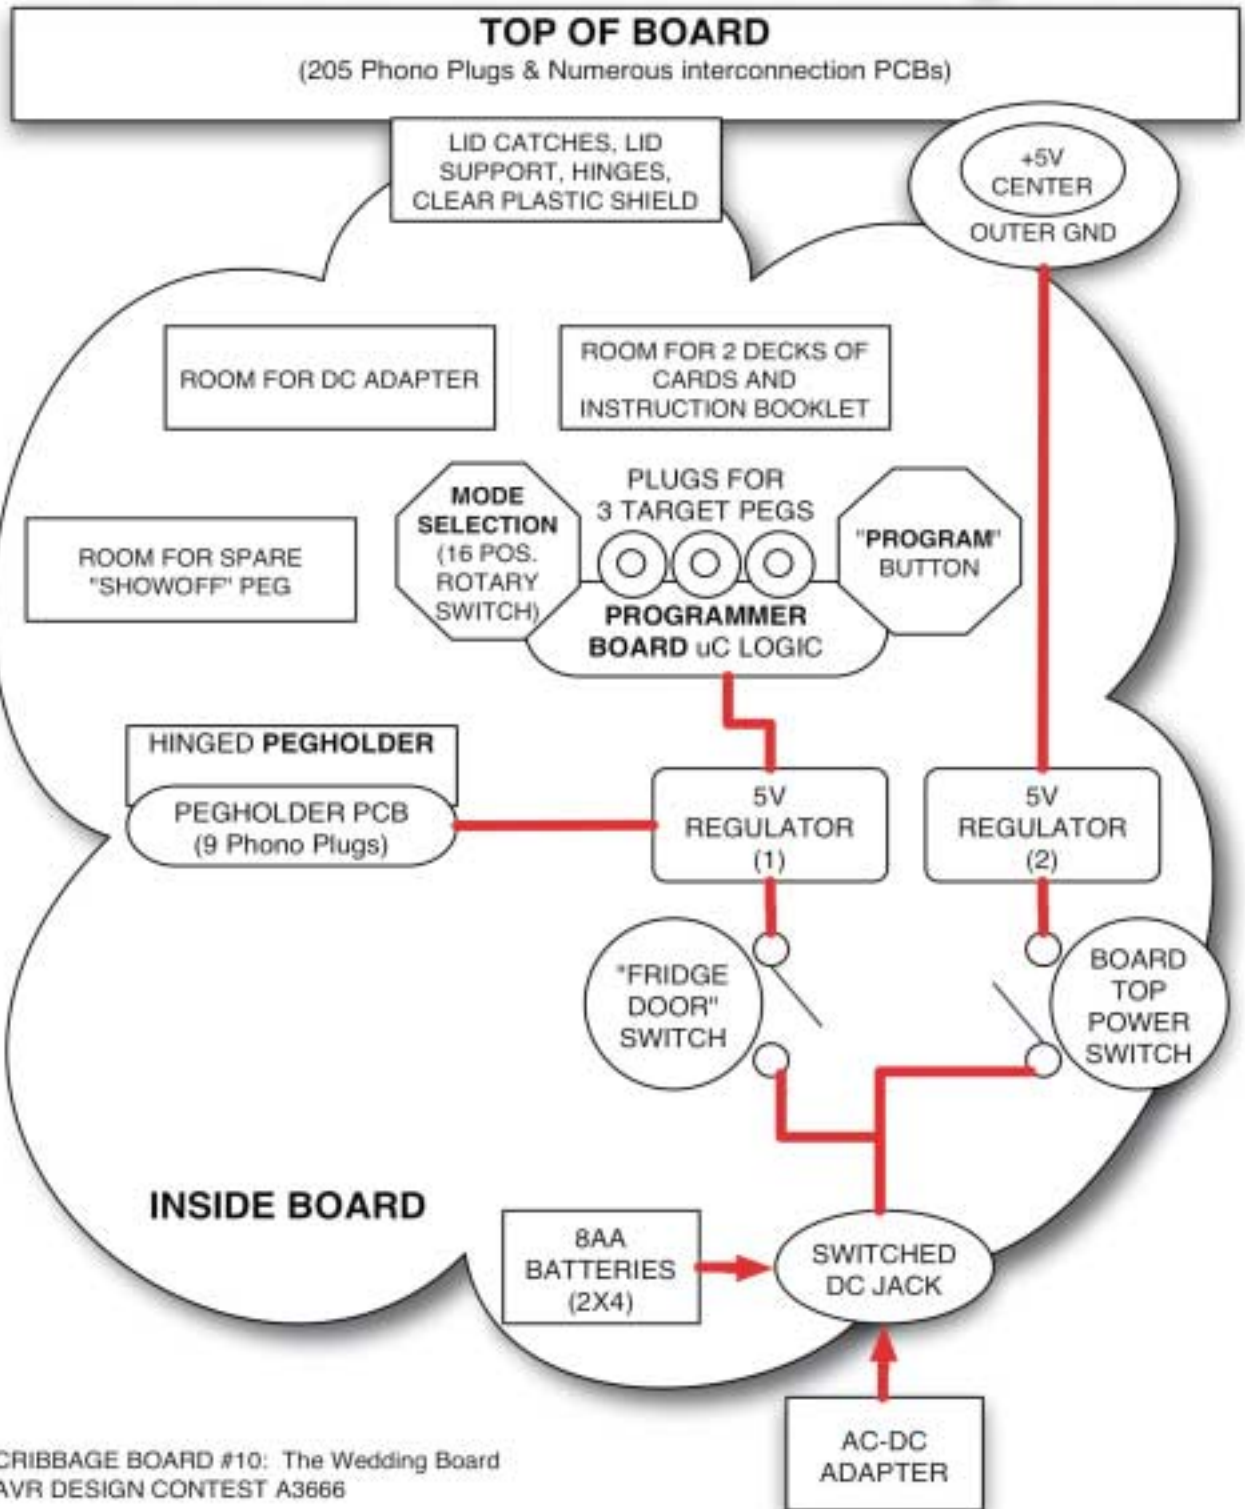 TOP OF BOARD
(205 Phono Plugs & Numerous interconnection PCBs)
LID CATCHES, LID
SUPPORT, HINGES,
CLEAR PLASTIC SHIELD
+5V
CENTER
OUTER GND
ROOM FOR DC ADAPTER
ROOM FOR 2 DECKS OF
CARDS AND
INSTRUCTION BOOKLET
MODE
SELECTION
(16 POS.
ROTARY
SWITCH)
PLUGS FOR
3 TARGET PEGS
"PROGRAM"
BUTTON
ROOM FOR SPARE
"SHOWOFF" PEG
PROGRAMMER
BOARD uC LOGIC
HINGED PEGHOLDER
PEGHOLDER PCB
(9 Phono Plugs)
5V
REGULATOR
(1)
5V
REGULATOR
(2)
"FRIDGE
DOOR"
SWITCH
BOARD
TOP
POWER
SWITCH
INSIDE BOARD
8AA
BATTERIES
(2X4)
SWITCHED
DC JACK
AC-DC
ADAPTER
CRIBBAGE BOARD #10: The Wedding Board
AVR DESIGN CONTEST A3666